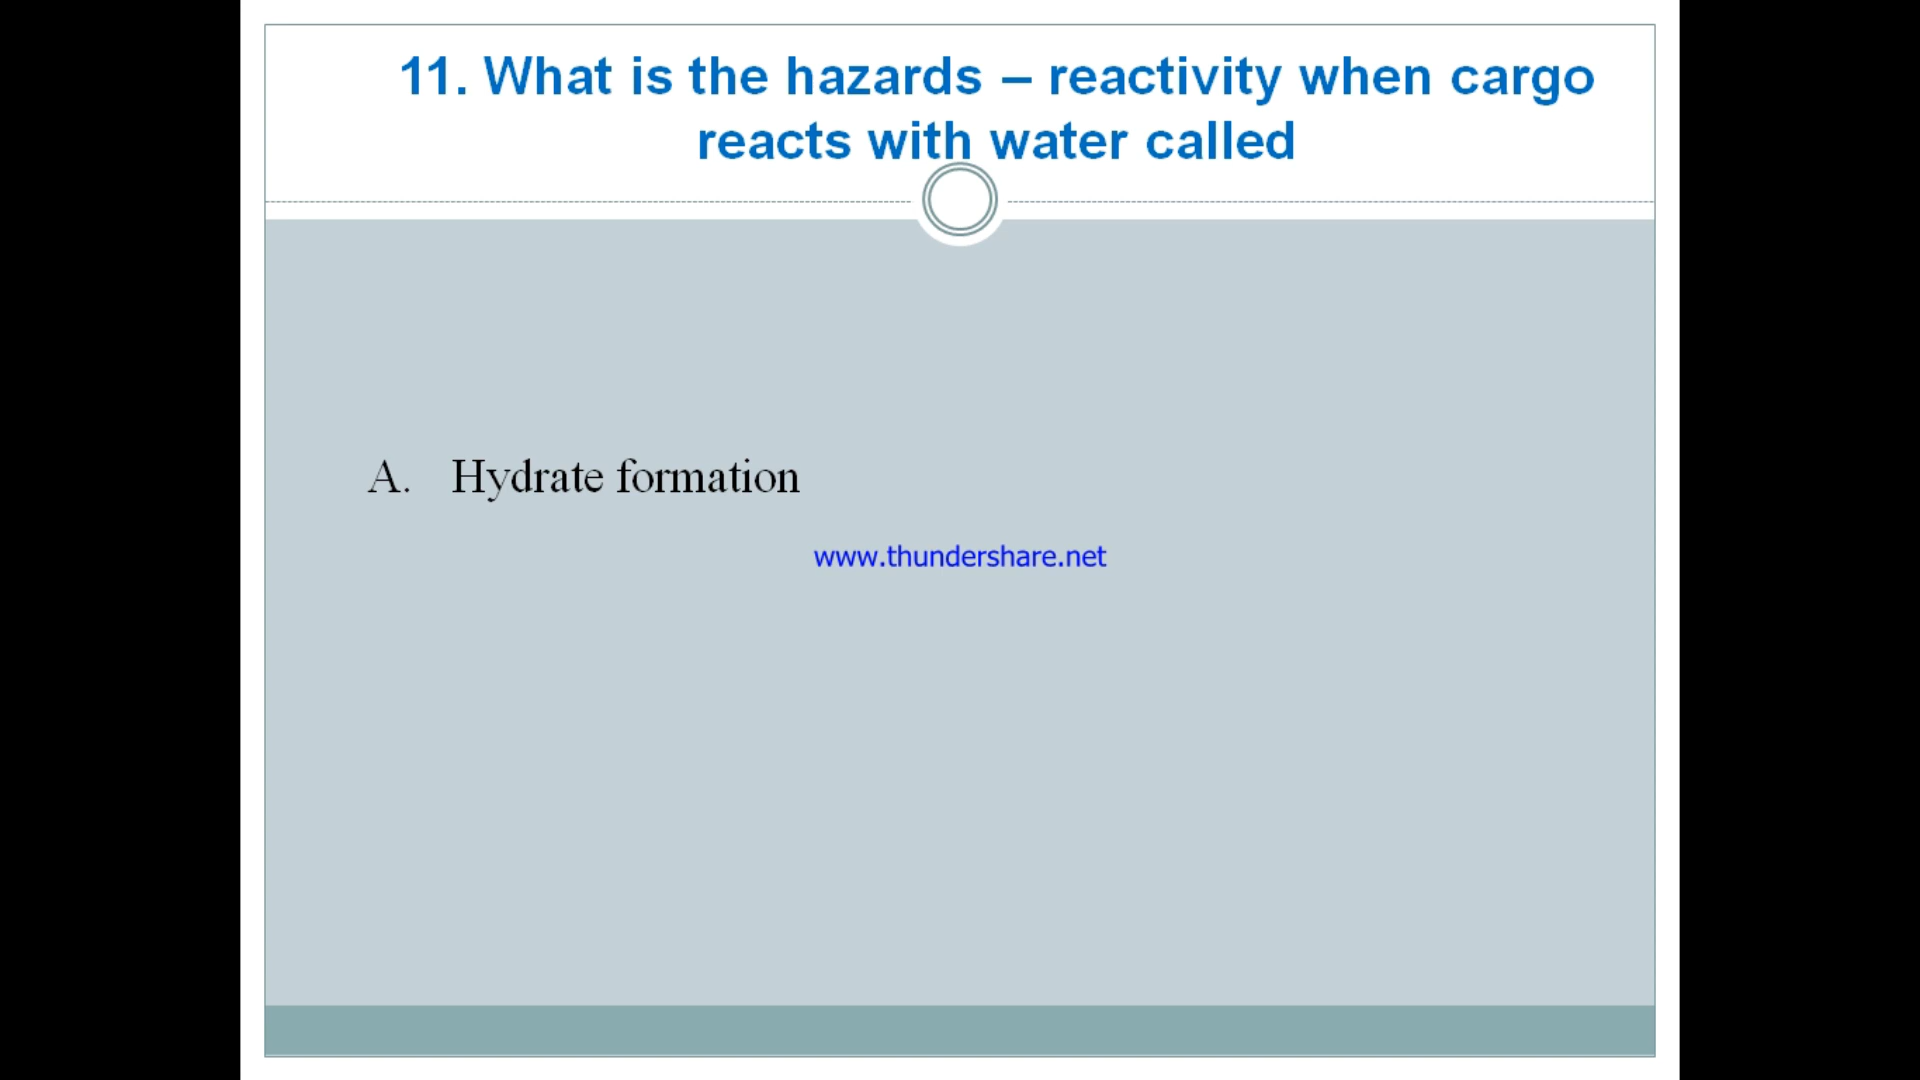 11. What is the hazards – reactivity when cargo
reacts with water called
A. Hydrate formation
www.thundershare.net